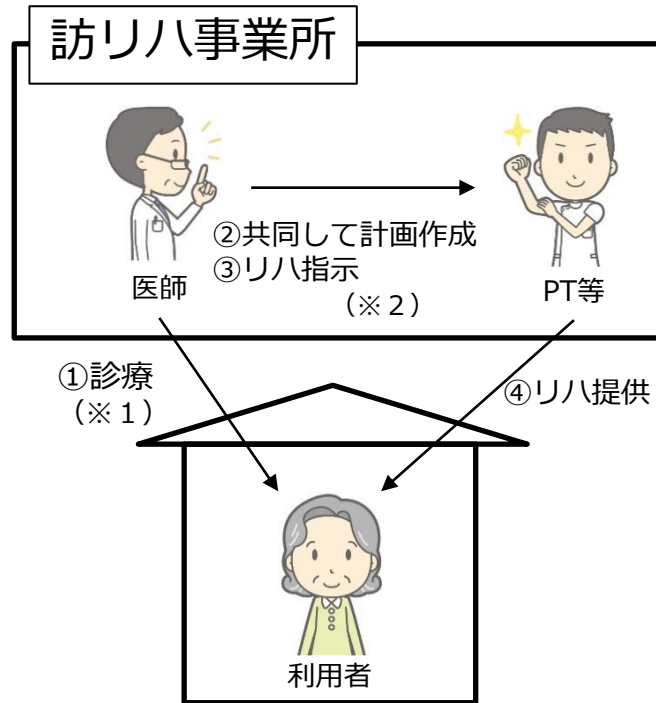 訪リハ事業所
②共同して計画作成
③リハ指示
（※２）
医師
PT等
①診療
（※１）
④リハ提供
利用者